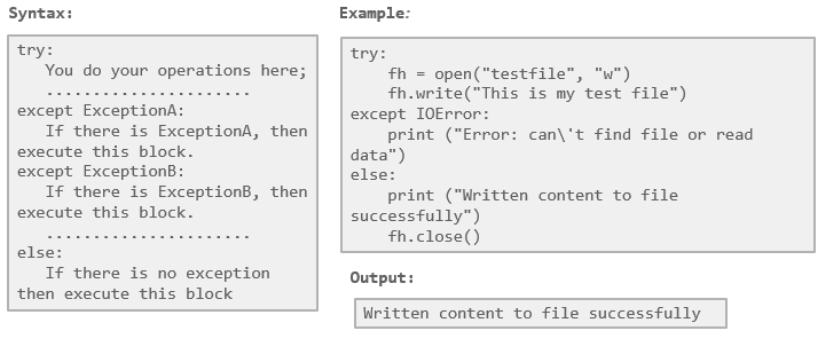 Syntax:
try:
   You do your operations here;
   ......................
except ExceptionA:
   If there is ExceptionA, then
execute this block.
except ExceptionB:
   If there is ExceptionB, then
execute this block.
   ......................
else:
   If there is no exception
then execute this block
Example:
try:
    fh = open("testfile", "w")
    fh.write("This is my test file")
except IOError:
    print ("Error: can\'t find file or read
data")
else:
    print ("Written content to file
successfully")
    fh.close()
Output:
Written content to file successfully